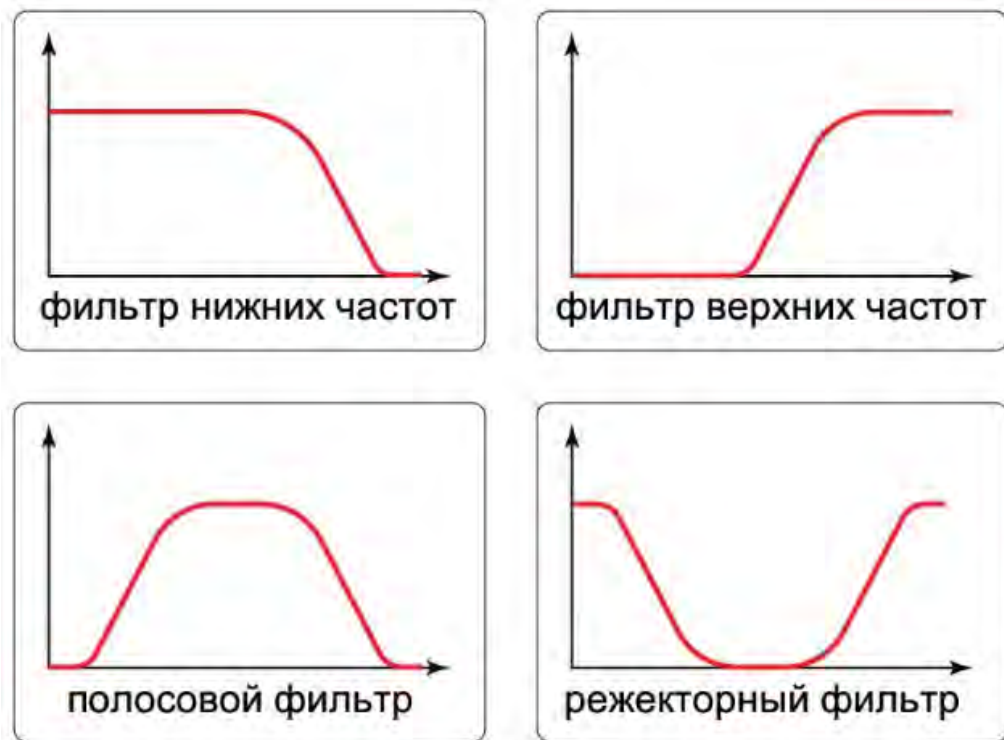 фильтр нижних частот
фильтр верхних частот
полосовой фильтр
режекторный фильтр